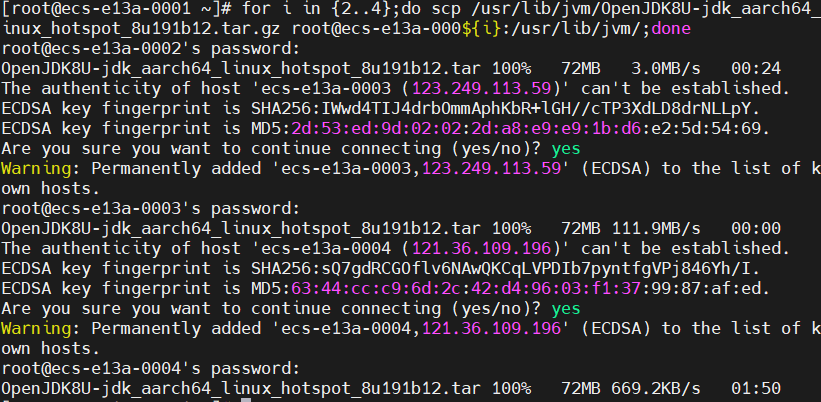 [root@ecs-e13a-0001 ~]# for i in {2..4};do scp /usr/lib/jvm/OpenJDK8U-jdk_aarch64_
inux_hotspot_8u191b12.tar.gz root@ecs-e13a-000${i}:/usr/lib/jvm/;done
root@ecs-e13a-0002's password:
OpenJDK8U-jdk_aarch64_linux_hotspot_8u191b12.tar 100%   72MB   3.0MB/s   00:24
The authenticity of host 'ecs-e13a-0003 (123.249.113.59)' can't be established.
ECDSA key fingerprint is SHA256:IWwd4TIJ4drbOmmAphKbR+lGH//cTP3XdLD8drNLLpY.
ECDSA key fingerprint is MD5:2d:53:ed:9d:02:02:2d:a8:e9:e9:1b:d6:e2:5d:54:69.
Are you sure you want to continue connecting (yes/no)? yes
Warning: Permanently added 'ecs-e13a-0003,123.249.113.59' (ECDSA) to the list of k
own hosts.
root@ecs-e13a-0003's password:
OpenJDK8U-jdk_aarch64_linux_hotspot_8u191b12.tar 100%   72MB 111.9MB/s   00:00
The authenticity of host 'ecs-e13a-0004 (121.36.109.196)' can't be established.
ECDSA key fingerprint is SHA256:sQ7gdRCGOflv6NAwQKCqLVPDIb7pyntfgVPj846Yh/I.
ECDSA key fingerprint is MD5:63:44:cc:c9:6d:2c:42:d4:96:03:f1:37:99:87:af:ed.
Are you sure you want to continue connecting (yes/no)? yes
Warning: Permanently added 'ecs-e13a-0004,121.36.109.196' (ECDSA) to the list of k
own hosts.
root@ecs-e13a-0004's password:
OpenJDK8U-jdk_aarch64_linux_hotspot_8u191b12.tar 100%   72MB 669.2KB/s   01:50